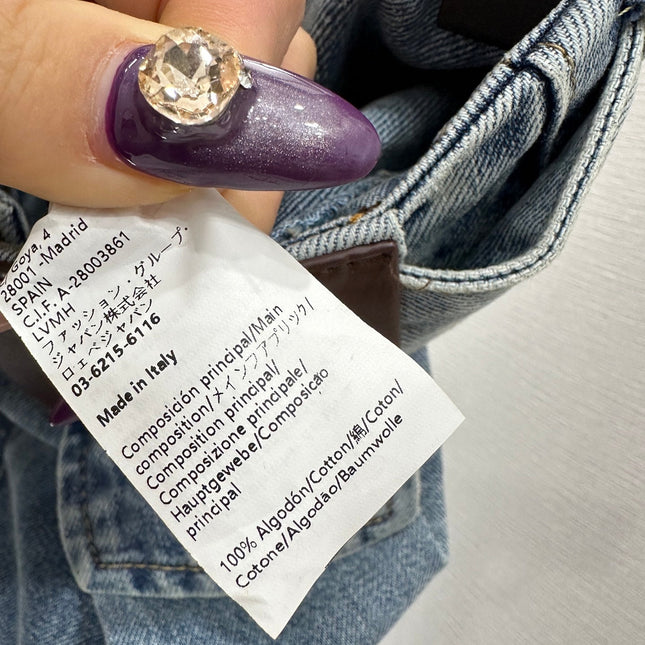 Goya, 4
28001 -Madrid
SPAIN
C.I.F. A-28003861
LVMH
ファッション・グループ・
ジャパン株式会社
ロエベジャパン
03-6215-6116
Made in Italy
Composición principal/Main
composition/メインファブリック/
Composition principal/
Composizione principale/
Hauptgewebe/Composição
principal
100% Algodón/Cotton/綿/Coton/
Cotone/Algodão/Baumwolle